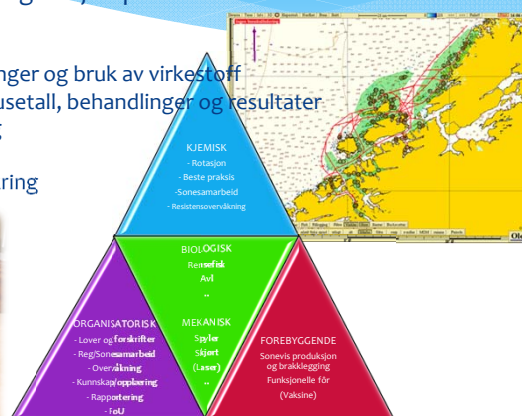 nger og bruk av virkestoff
usetall, behandlinger og resultater
ring
KJEMISK
- Rotasjon
- Beste praksis
-Sonesamarbeid
- Resistensovervåkning
BIOLOGISK
Rensefisk
Avl
..
MEKANISK
Spyler
Skjørt
(Laser)
..
ORGANISATORISK
- Lover og forskrifter
- Reg/Sonesamarbeid
- Overvåkning
- Kunnskap/opplæring
- Rapportering
- FoU
FOREBYGGENDE
Sonevis produksjon
og brakklegging
Funksjonelle fôr
(Vaksine)